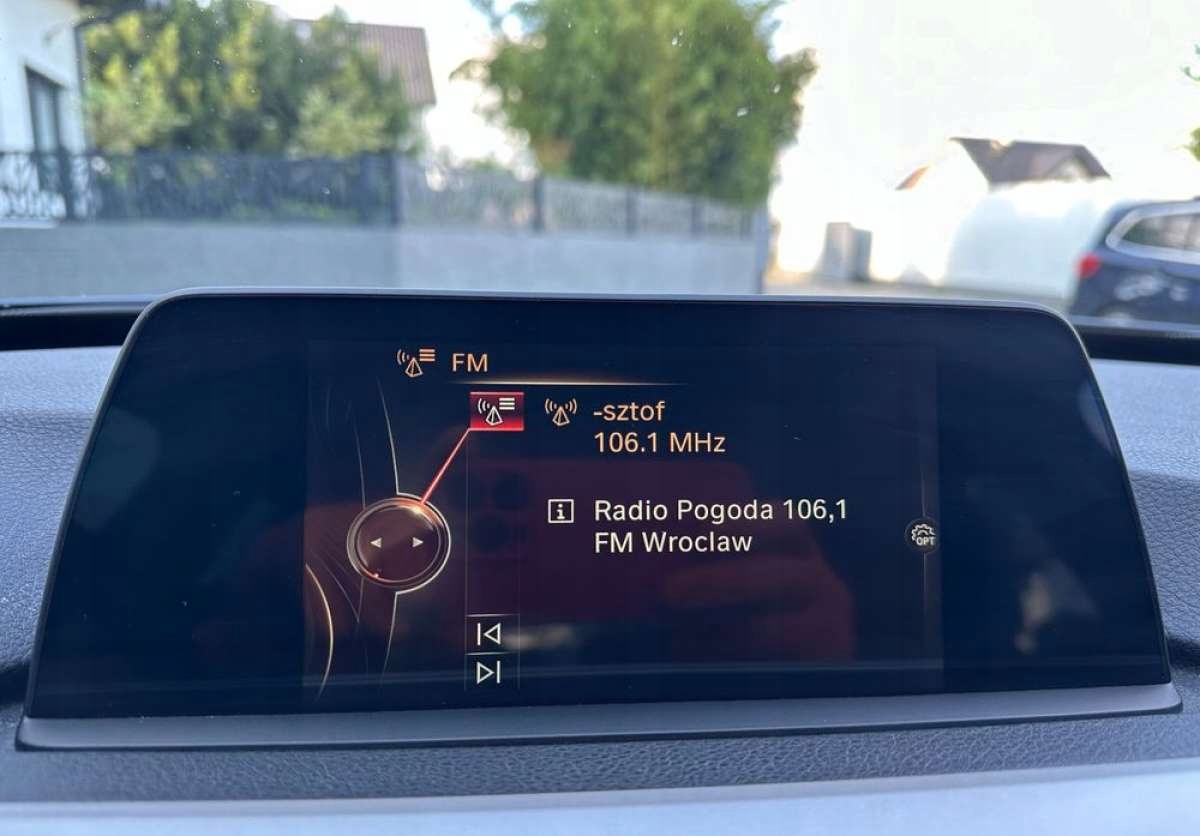 FM
-sztof
106.1 MHz
Radio Pogoda 106,1
FM Wroclaw
OPT